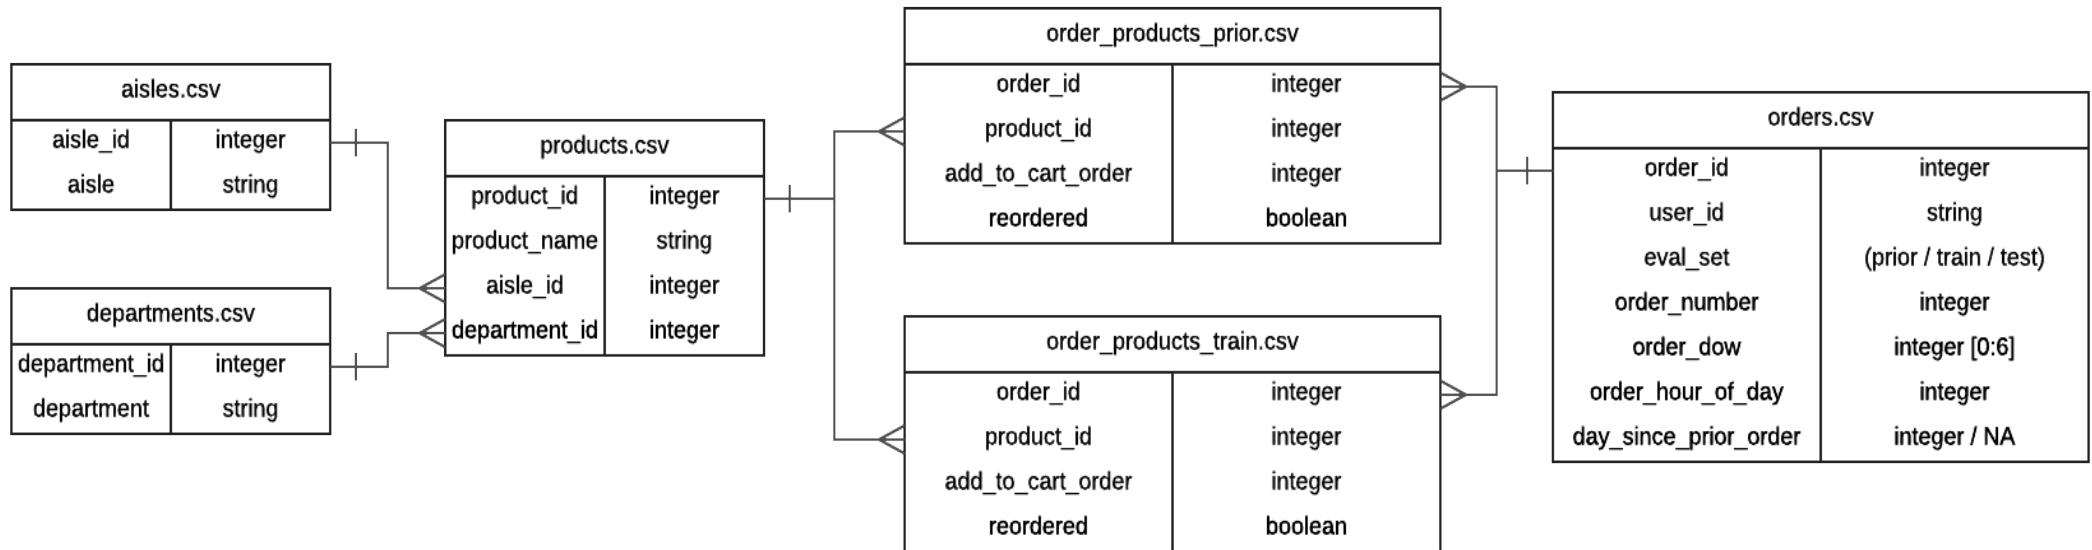 aisles.csv
aisle_id integer
aisle string
departments.csv
department_id integer
department string
products.csv
product_id integer
product_name string
aisle_id integer
department_id integer
order_products_prior.csv
order_id integer
product_id integer
add_to_cart_order integer
reordered boolean
order_products_train.csv
order_id integer
product_id integer
add_to_cart_order integer
reordered boolean
orders.csv
order_id integer
user_id string
eval_set (prior / train / test)
order_number integer
order_dow integer [0:6]
order_hour_of_day integer
day_since_prior_order integer / NA